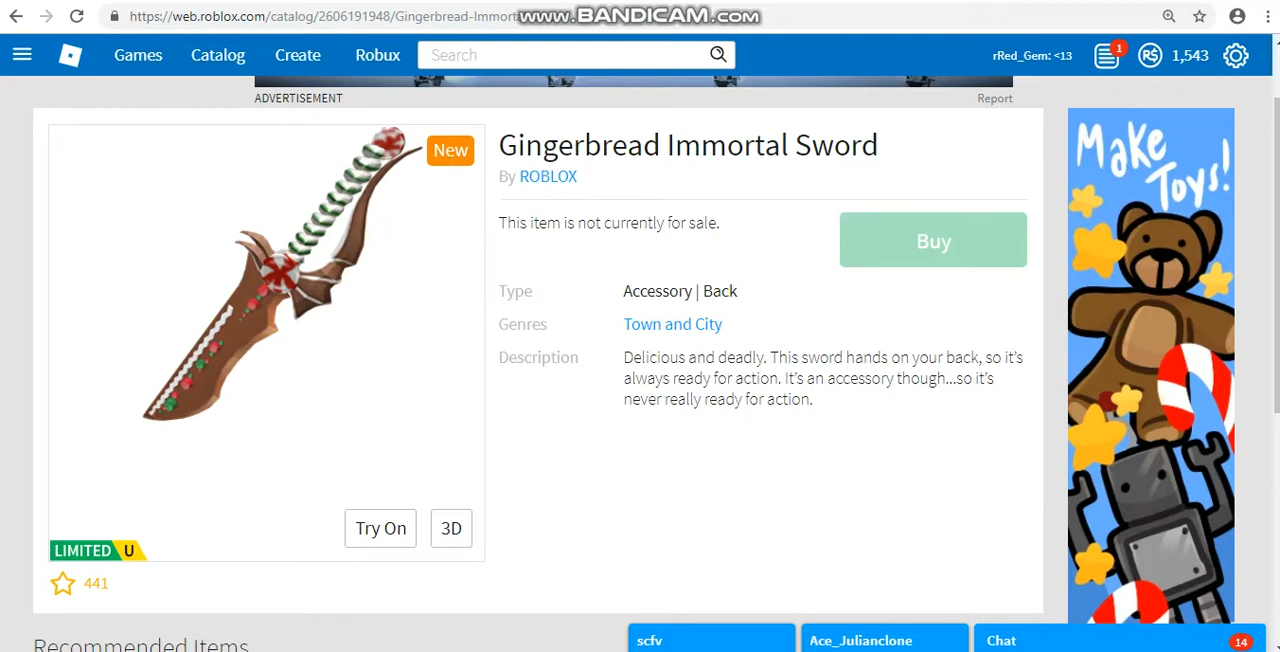 https://web.roblox.com/catalog/2606191948/Gingerbread-Immort
www.BANDICAM.com
Games
Catalog
Create
Robux
Search
rRed_Gem: <13
1
1,543
ADVERTISEMENT
Report
New
Gingerbread Immortal Sword
By ROBLOX
This item is not currently for sale.
Buy
Type
Accessory | Back
Genres
Town and City
Description
Delicious and deadly. This sword hands on your back, so it's
always ready for action. It's an accessory though...so it's
never really ready for action.
Try On
3D
LIMITED U
441
Make
Toys!
Recommended Items
scfv
Ace_Julianclone
Chat
14